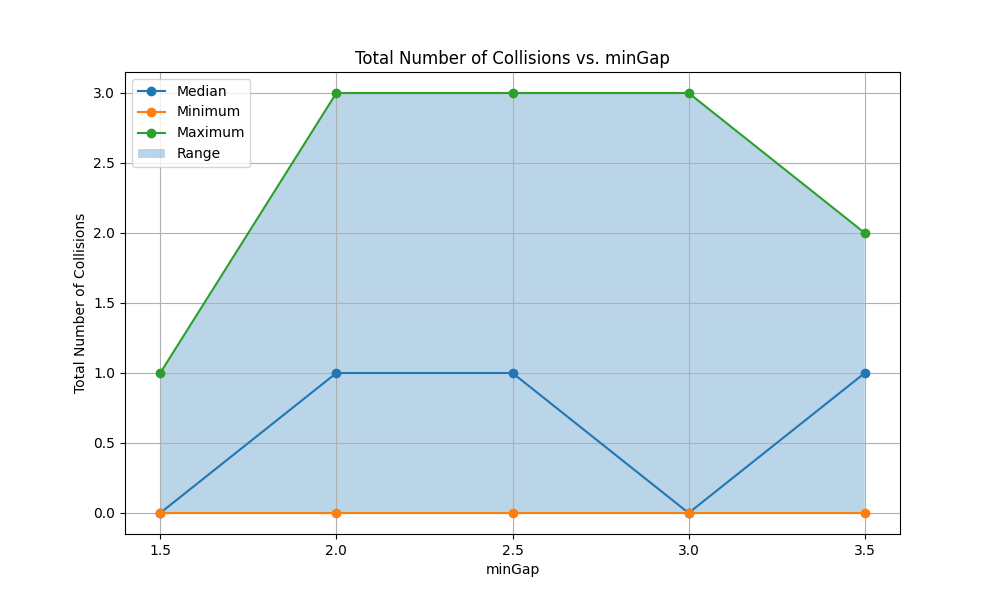 Total Number of Collisions vs. minGap
Median
Minimum
Maximum
Range
Total Number of Collisions
3.0
2.5
2.0
1.5
1.0
0.5
0.0
1.5 2.0 2.5 3.0 3.5
minGap